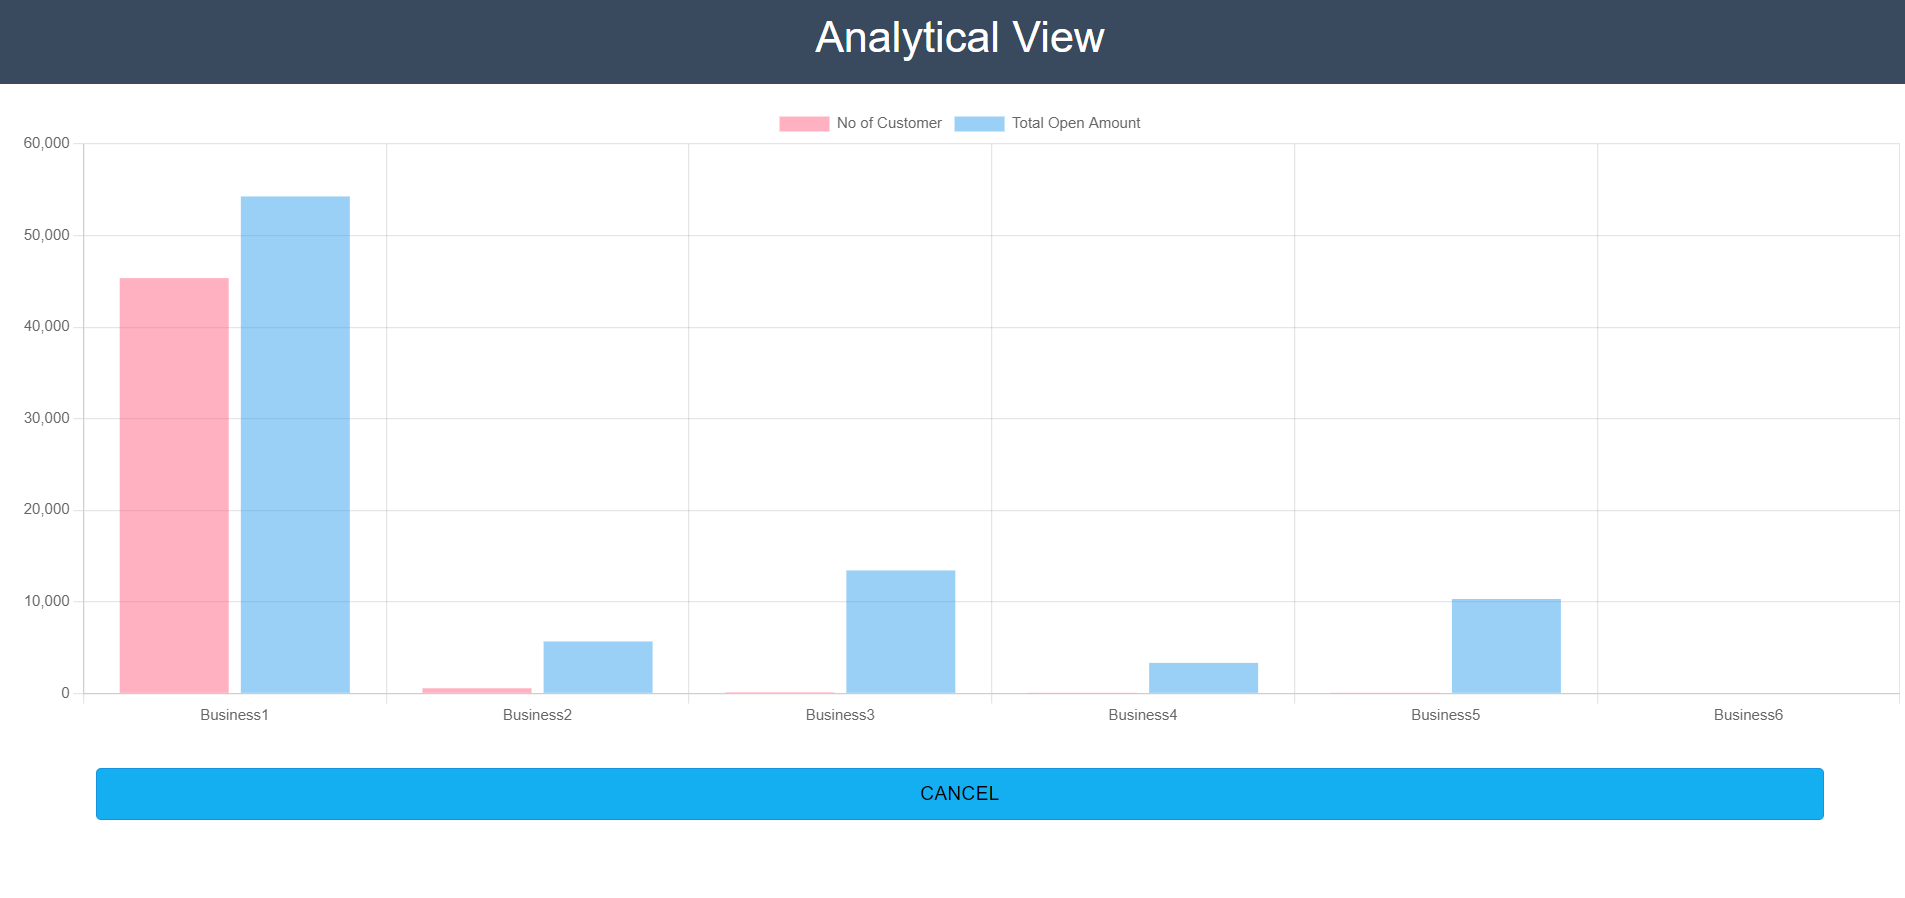 Analytical View
No of Customer Total Open Amount
60,000
50,000
40,000
30,000
20,000
10,000
0
Business1 Business2 Business3 Business4 Business5 Business6
CANCEL